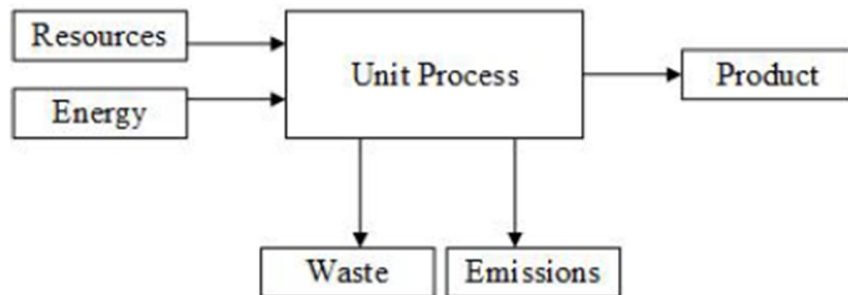 Resources
Energy
Unit Process
Product
Waste
Emissions